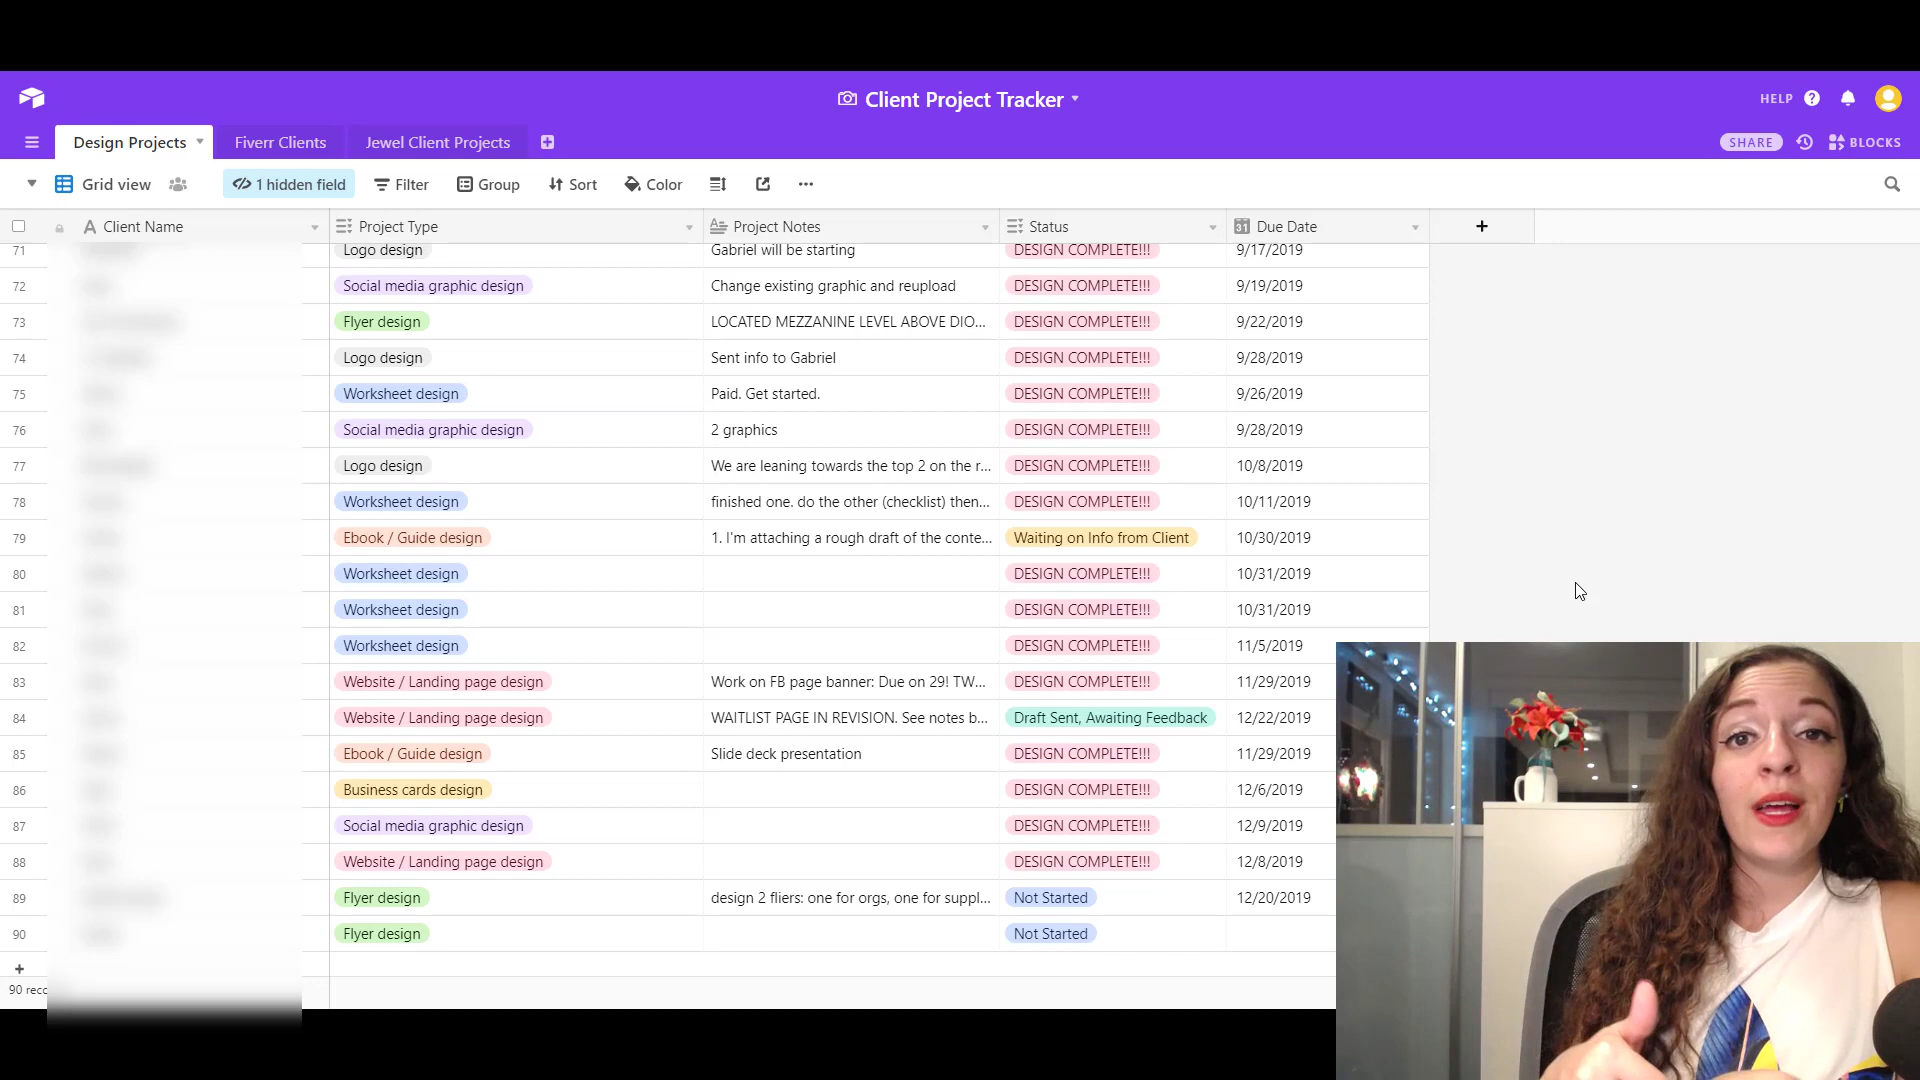 Client Project Tracker
HELP
Design Projects
Fiverr Clients
Jewel Client Projects
SHARE
BLOCKS
Grid view
1 hidden field
Filter
Group
Sort
Color
Client Name
Project Type
Project Notes
Status
31 Due Date
71 Logo design Gabriel will be starting DESIGN COMPLETE!!! 9/17/2019
72 Social media graphic design Change existing graphic and reupload DESIGN COMPLETE!!! 9/19/2019
73 Flyer design LOCATED MEZZANINE LEVEL ABOVE DIO... DESIGN COMPLETE!!! 9/22/2019
74 Logo design Sent info to Gabriel DESIGN COMPLETE!!! 9/28/2019
75 Worksheet design Paid. Get started. DESIGN COMPLETE!!! 9/26/2019
76 Social media graphic design 2 graphics DESIGN COMPLETE!!! 9/28/2019
77 Logo design We are leaning towards the top 2 on the r... DESIGN COMPLETE!!! 10/8/2019
78 Worksheet design finished one. do the other (checklist) then... DESIGN COMPLETE!!! 10/11/2019
79 Ebook / Guide design 1. I'm attaching a rough draft of the conte... Waiting on Info from Client 10/30/2019
80 Worksheet design DESIGN COMPLETE!!! 10/31/2019
81 Worksheet design DESIGN COMPLETE!!! 10/31/2019
82 Worksheet design DESIGN COMPLETE!!! 11/5/2019
83 Website / Landing page design Work on FB page banner: Due on 29! TW... DESIGN COMPLETE!!! 11/29/2019
84 Website / Landing page design WAITLIST PAGE IN REVISION. See notes b... Draft Sent, Awaiting Feedback 12/22/2019
85 Ebook / Guide design Slide deck presentation DESIGN COMPLETE!!! 11/29/2019
86 Business cards design DESIGN COMPLETE!!! 12/6/2019
87 Social media graphic design DESIGN COMPLETE!!! 12/9/2019
88 Website / Landing page design DESIGN COMPLETE!!! 12/8/2019
89 Flyer design design 2 fliers: one for orgs, one for suppl... Not Started 12/20/2019
90 Flyer design Not Started
90 reco